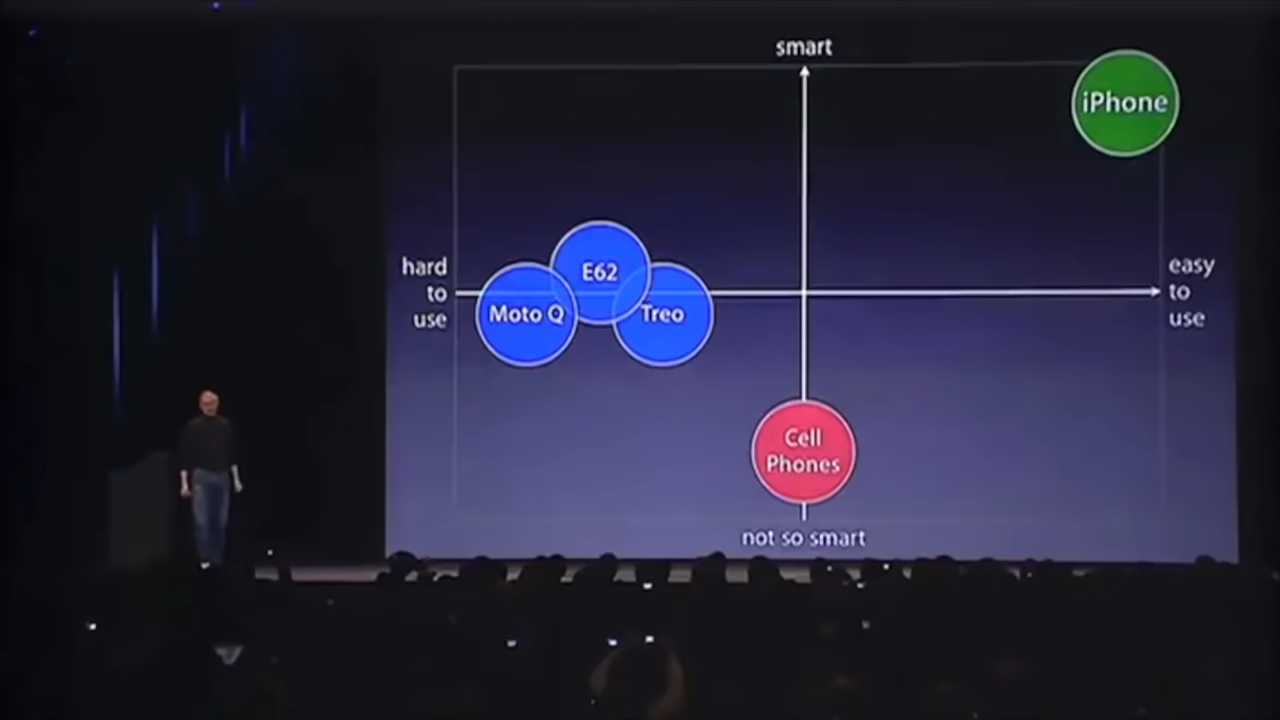 smart
iPhone
hard
to
use
E62
Moto Q
Treo
easy
to
use
Cell
Phones
not so smart